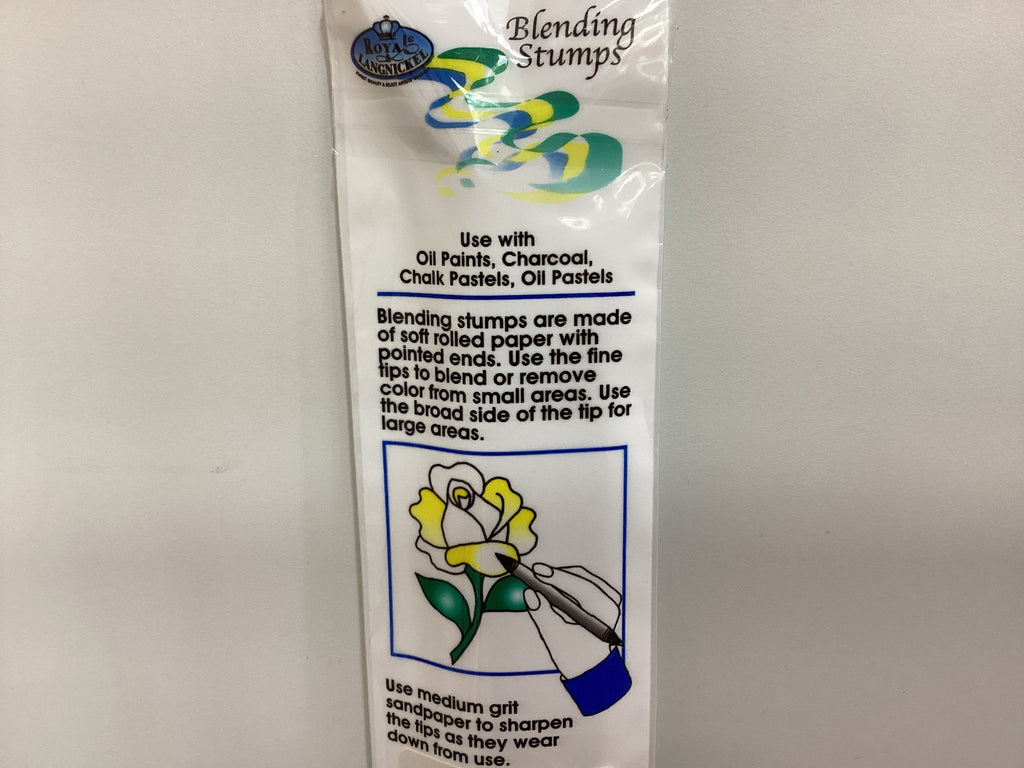 Royal & Langnickel
Blending
Stumps
Use with
Oil Paints, Charcoal,
Chalk Pastels, Oil Pastels
Blending stumps are made
of soft rolled paper with
pointed ends. Use the fine
tips to blend or remove
color from small areas. Use
the broad side of the tip for
large areas.
Use medium grit
sandpaper to sharpen
the tips as they wear
down from use.